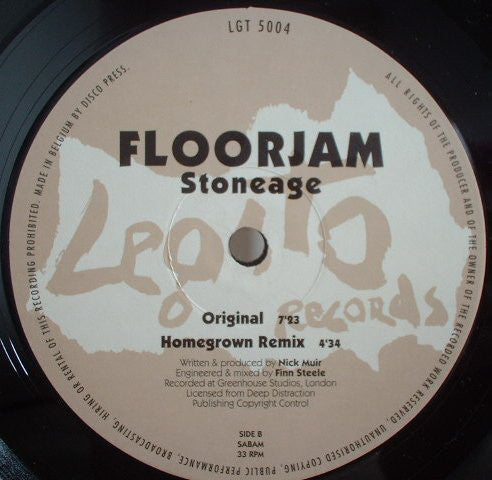 LGT 5004
ALL RIGHTS OF THE PRODUCER AND OF THE OWNER OF THE RECORDED WORK RESERVED. UNAUTHORISED COPYING, PUBLIC PERFORMANCE, BROADCASTING, HIRING OR RENTAL OF THIS RECORDING PROHIBITED. MADE IN BELGIUM BY DISCO PRESS.
FLOORJAM
Stoneage
records
Original 7'23
Homegrown Remix 4'34
Written & produced by Nick Muir
Engineered & mixed by Finn Steele
Recorded at Greenhouse Studios, London
Licensed from Deep Distraction
Publishing Copyright Control
SIDE B
SABAM
33 RPM